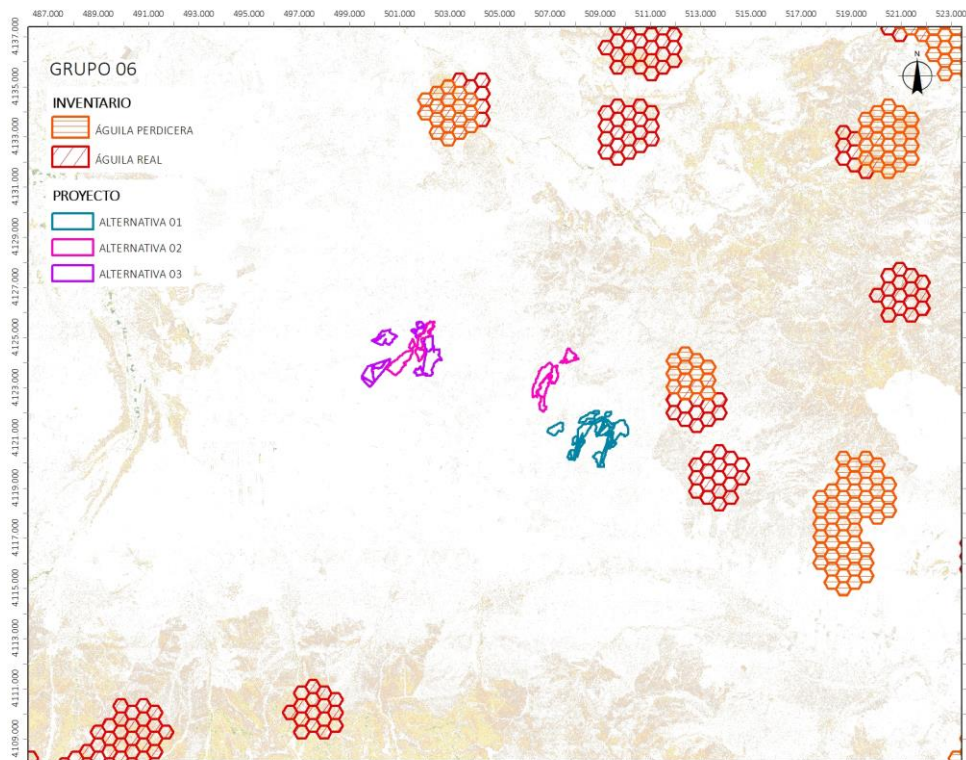 487.000 489.000 491.000 493.000 495.000 497.000 499.000 501.000 503.000 505.000 507.000 509.000 511.000 513.000 515.000 517.000 519.000 521.000 523.000
4.137.000
4.135.000
4.133.000
4.131.000
4.129.000
4.127.000
4.125.000
4.123.000
4.121.000
4.119.000
4.117.000
4.115.000
4.113.000
4.111.000
4.109.000
N
GRUPO 06
INVENTARIO
ÁGUILA PERDICERA
ÁGUILA REAL
PROYECTO
ALTERNATIVA 01
ALTERNATIVA 02
ALTERNATIVA 03